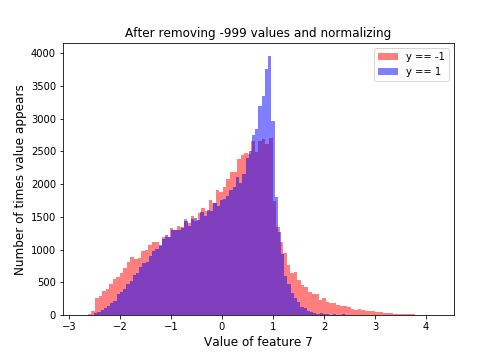 After removing -999 values and normalizing
y == -1
y == 1
Number of times value appears
4000
3500
3000
2500
2000
1500
1000
500
0
−3 −2 −1 0 1 2 3 4
Value of feature 7